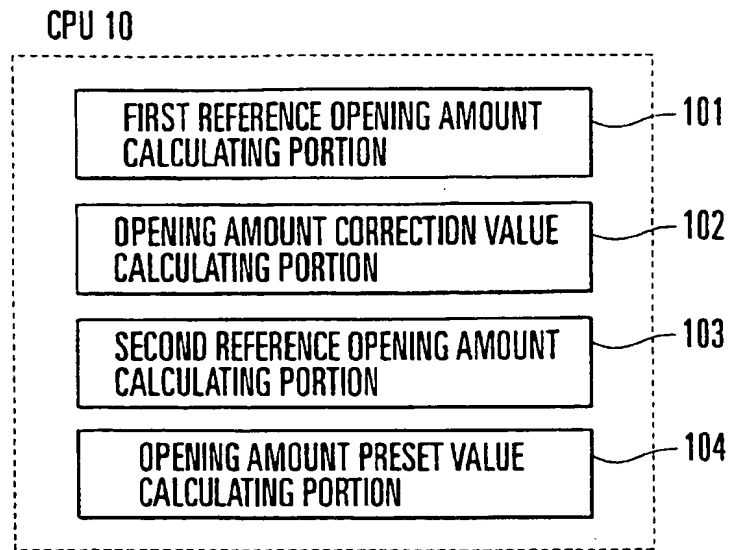 CPU 10
FIRST REFERENCE OPENING AMOUNT
CALCULATING PORTION
101
OPENING AMOUNT CORRECTION VALUE
CALCULATING PORTION
102
SECOND REFERENCE OPENING AMOUNT
CALCULATING PORTION
103
OPENING AMOUNT PRESET VALUE
CALCULATING PORTION
104